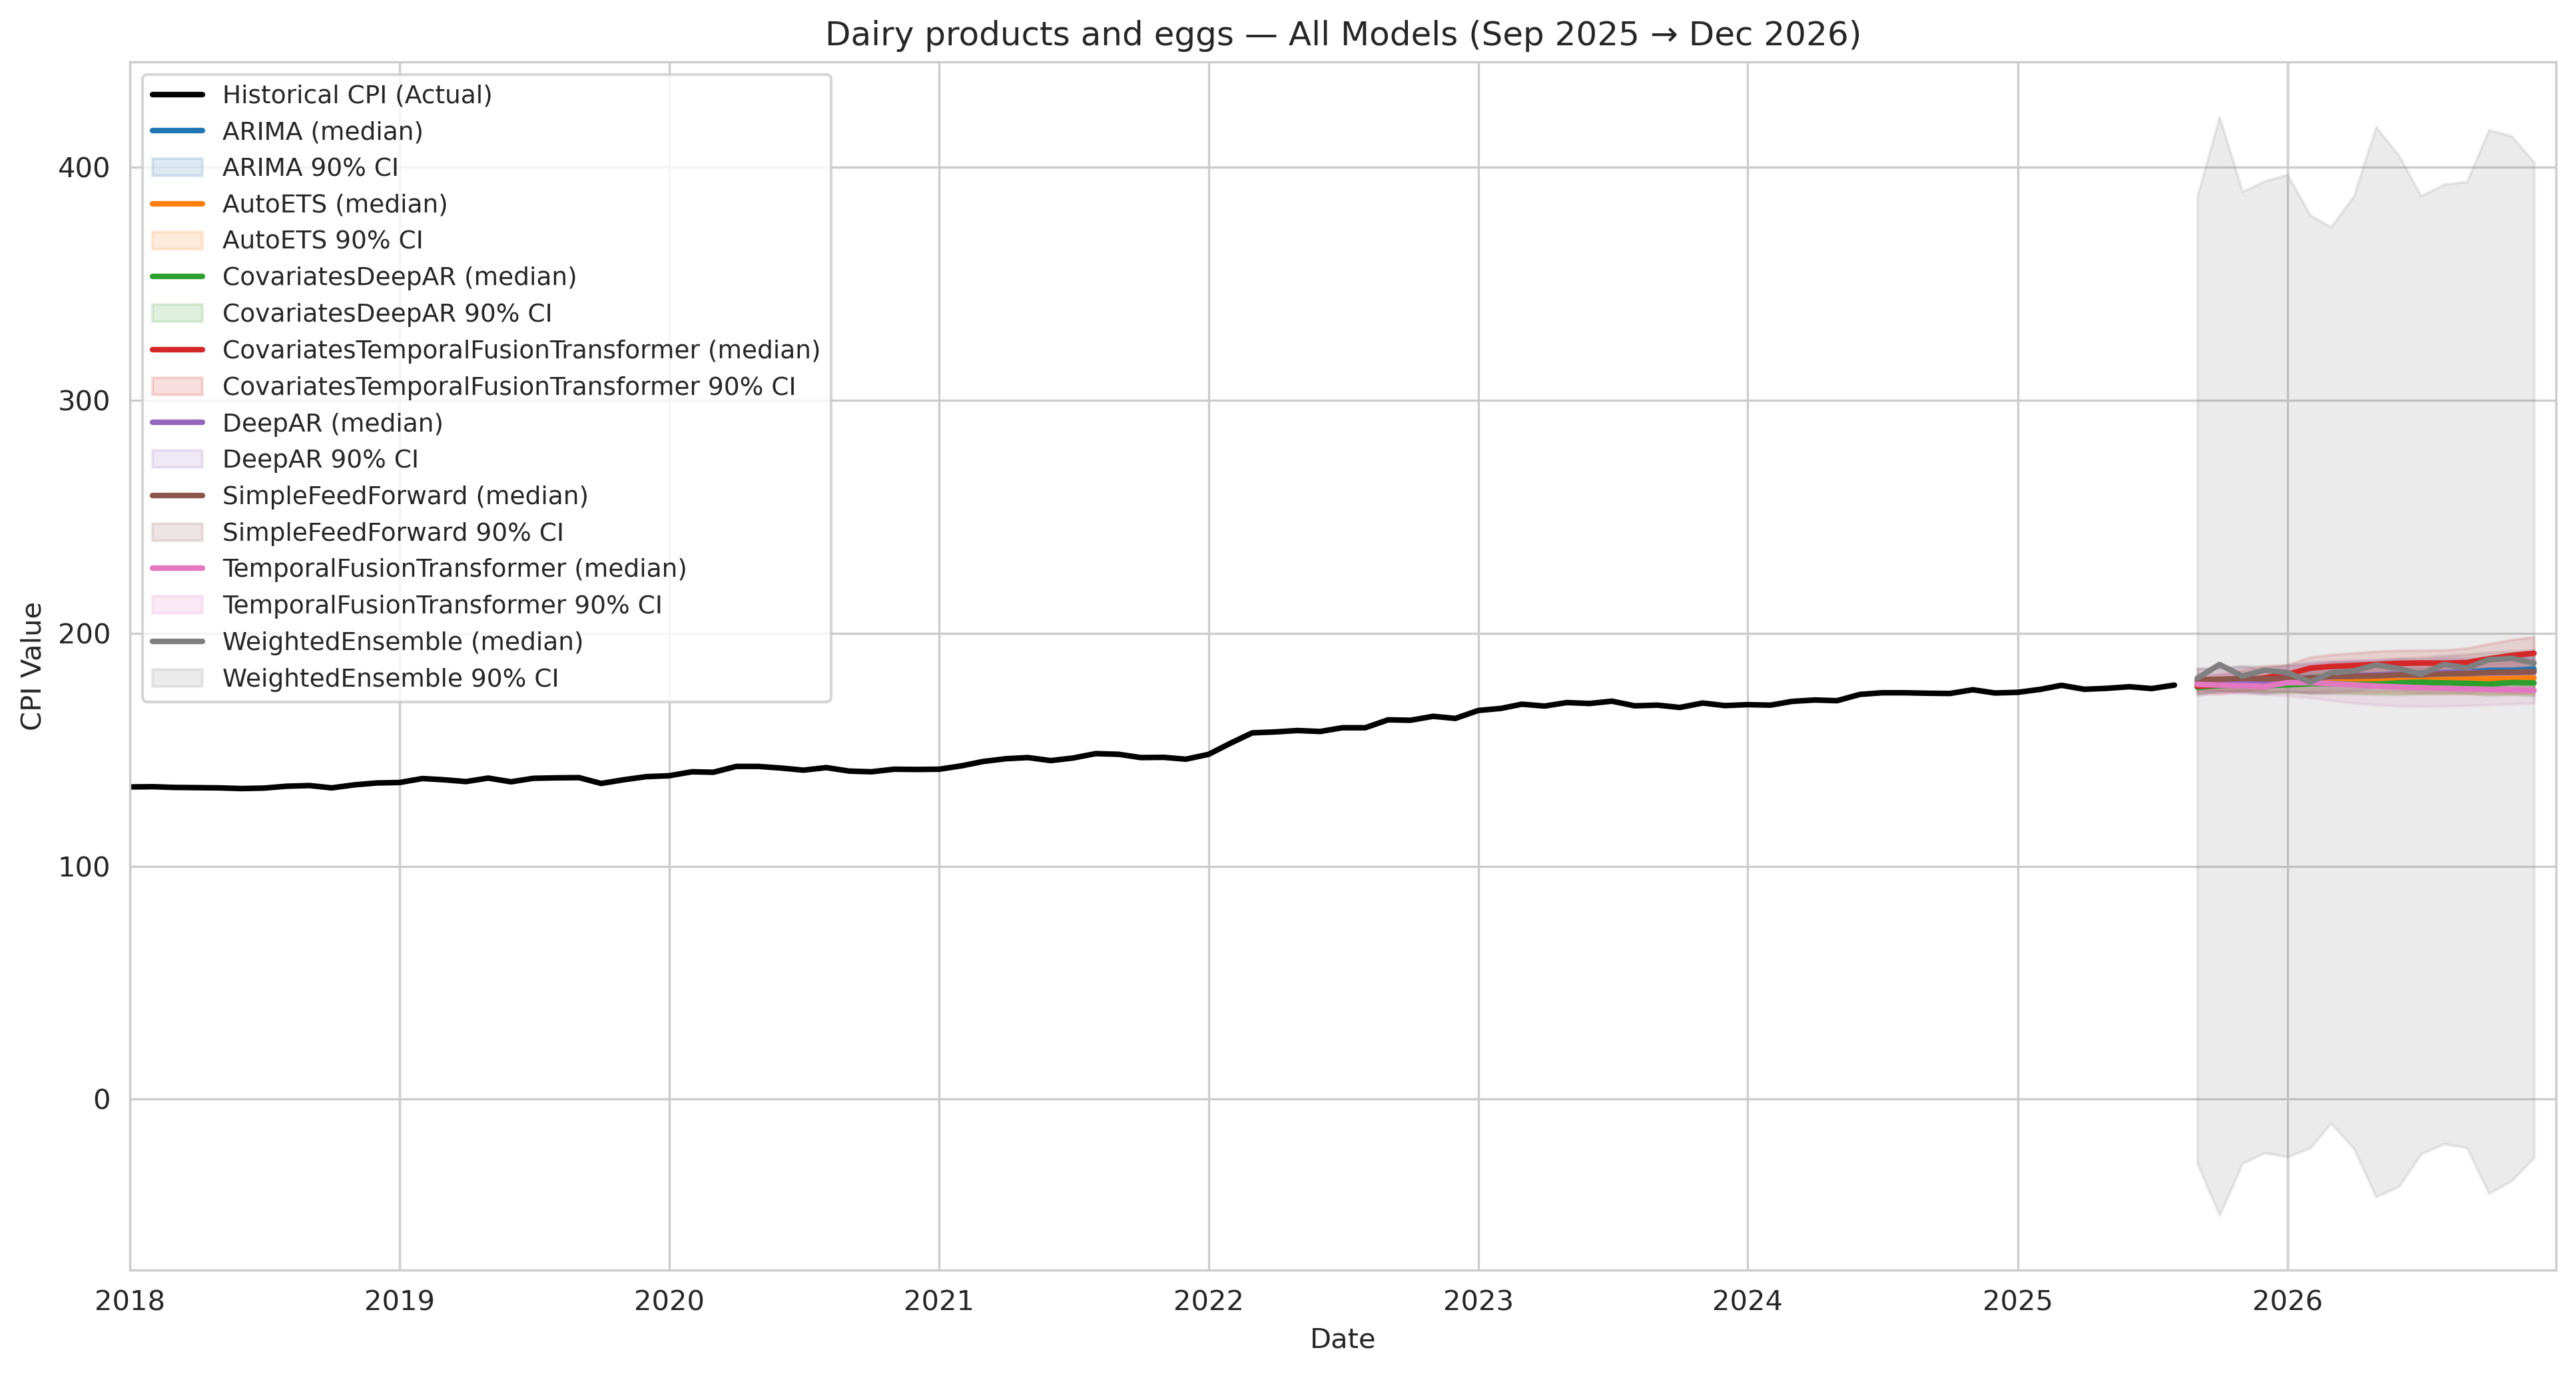 Dairy products and eggs — All Models (Sep 2025 → Dec 2026)
Historical CPI (Actual)
ARIMA (median)
ARIMA 90% CI
AutoETS (median)
AutoETS 90% CI
CovariatesDeepAR (median)
CovariatesDeepAR 90% CI
CovariatesTemporalFusionTransformer (median)
CovariatesTemporalFusionTransformer 90% CI
DeepAR (median)
DeepAR 90% CI
SimpleFeedForward (median)
SimpleFeedForward 90% CI
TemporalFusionTransformer (median)
TemporalFusionTransformer 90% CI
WeightedEnsemble (median)
WeightedEnsemble 90% CI
CPI Value
400
300
200
100
0
2018 2019 2020 2021 2022 2023 2024 2025 2026
Date